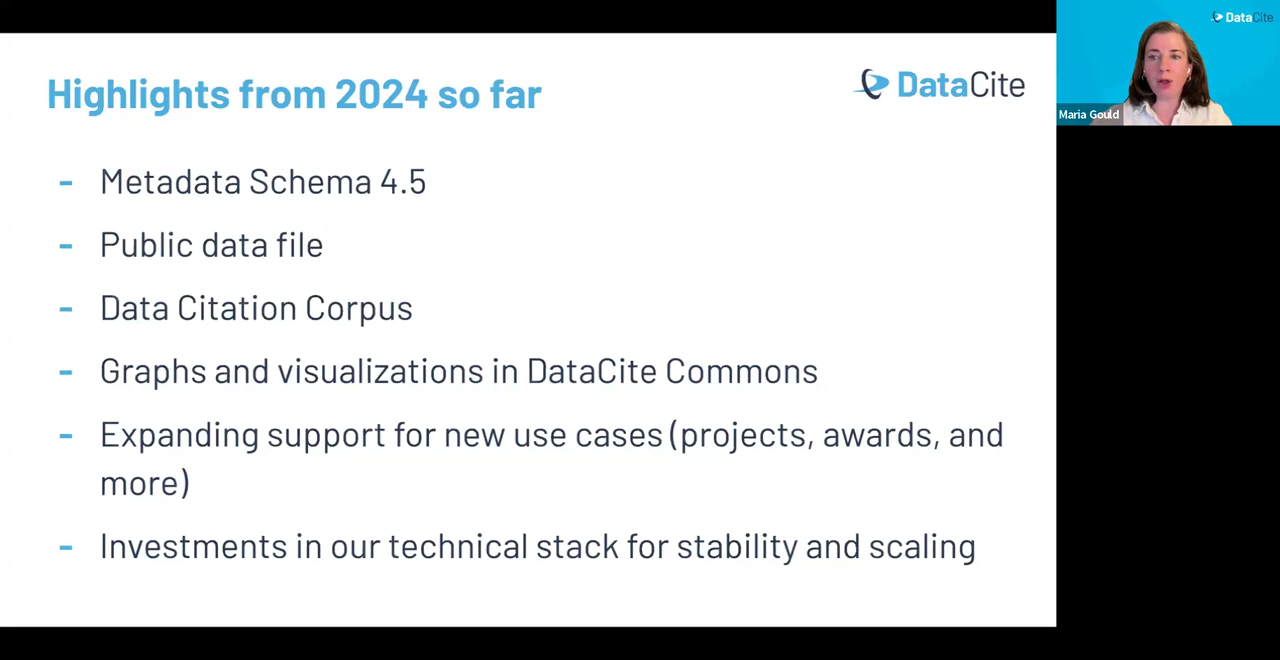 Highlights from 2024 so far
DataCite
- Metadata Schema 4.5
- Public data file
- Data Citation Corpus
- Graphs and visualizations in DataCite Commons
- Expanding support for new use cases (projects, awards, and
more)
- Investments in our technical stack for stability and scaling
DataCite
Maria Gould